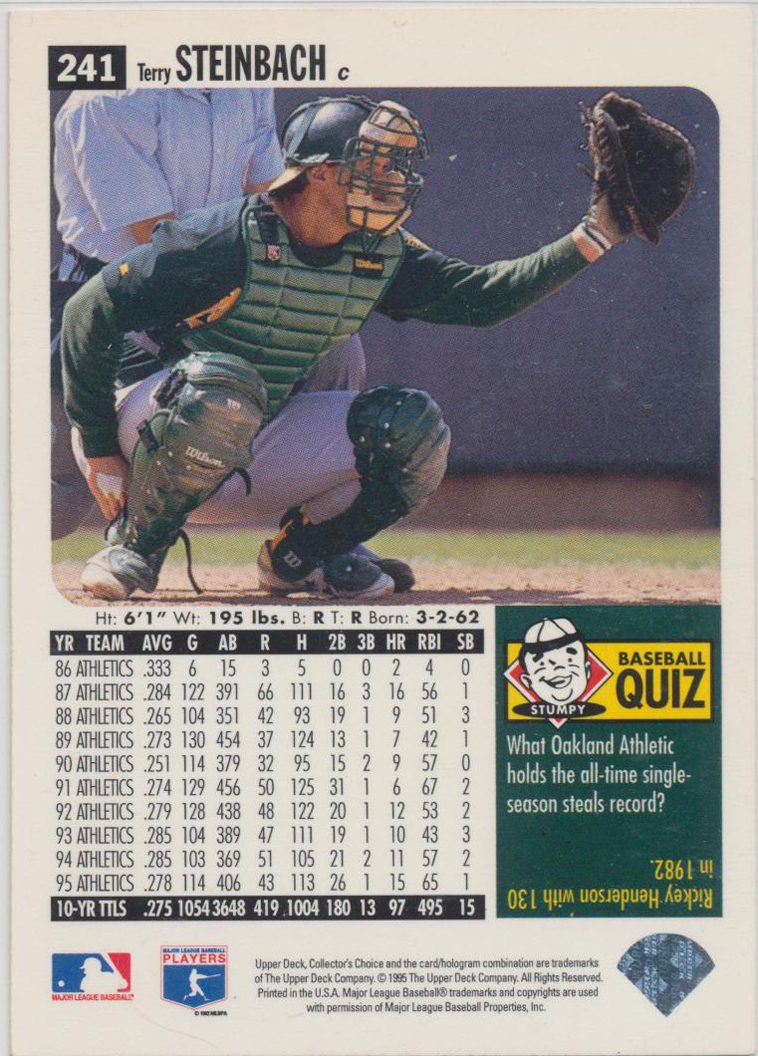 241 Terry STEINBACH C
Wilson
Wilson
Ht: 6'1" Wt: 195 lbs. B: R T: R Born: 3-2-62
YR TEAM AVG G AB R H 2B 3B HR RBI SB
86 ATHLETICS .333 6 15 3 5 0 0 2 4 0
87 ATHLETICS .284 122 391 66 111 16 3 16 56 1
88 ATHLETICS .265 104 351 42 93 19 1 9 51 3
89 ATHLETICS .273 130 454 37 124 13 1 7 42 1
90 ATHLETICS .251 114 379 32 95 15 2 9 57 0
91 ATHLETICS .274 129 456 50 125 31 1 6 67 2
92 ATHLETICS .279 128 438 48 122 20 1 12 53 2
93 ATHLETICS .285 104 389 47 111 19 1 10 43 3
94 ATHLETICS .285 103 369 51 105 21 2 11 57 2
95 ATHLETICS .278 114 406 43 113 26 1 15 65 1
10-YR TTLS .275 1054 3648 419 1004 180 13 97 495 15
BASEBALL
QUIZ
STUMPY
What Oakland Athletic
holds the all-time single-
season steals record?
Rickey Henderson with 130
in 1982.
MAJOR LEAGUE BASEBALL
MAJOR LEAGUE BASEBALL
PLAYERS
Upper Deck, Collector's Choice and the card/hologram combination are trademarks
of The Upper Deck Company. © 1995 The Upper Deck Company. All Rights Reserved.
Printed in the U.S.A. Major League Baseball® trademarks and copyrights are used
with permission of Major League Baseball Properties, Inc.